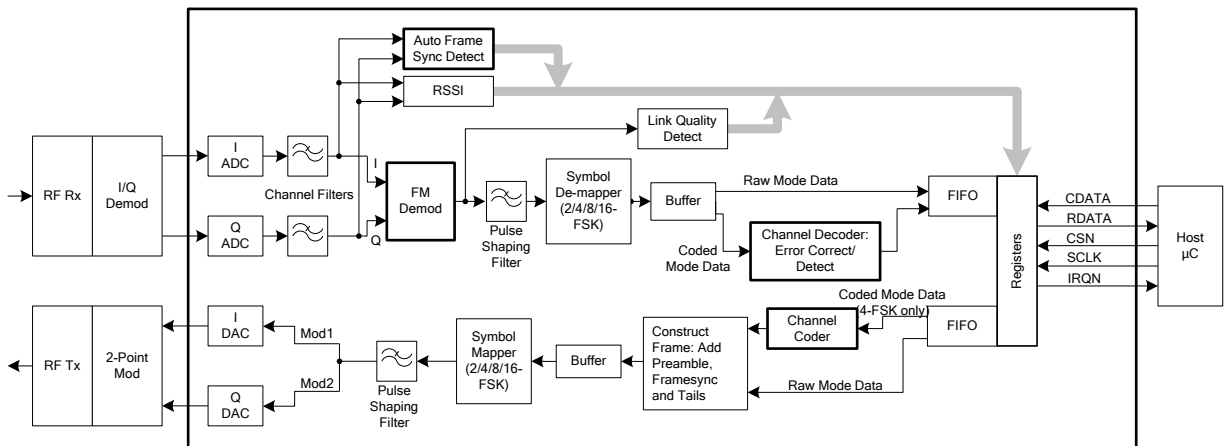 Auto Frame
Sync Detect
RSSI
Link Quality
Detect
RF Rx
I/Q
Demod
I
ADC
Channel Filters
Q
ADC
I
Q
FM
Demod
Pulse
Shaping
Filter
Symbol
De-mapper
(2/4/8/16-
FSK)
Buffer
Raw Mode Data
Coded
Mode Data
Channel Decoder:
Error Correct/
Detect
FIFO
Registers
CDATA
RDATA
CSN
SCLK
IRQN
Host
µC
RF Tx
2-Point
Mod
I
DAC
Q
DAC
Mod1
Mod2
Pulse
Shaping
Filter
Symbol
Mapper
(2/4/8/16-
FSK)
Buffer
Construct
Frame: Add
Preamble,
Framesync
and Tails
Channel
Coder
Coded Mode Data
(4-FSK only)
FIFO
Raw Mode Data